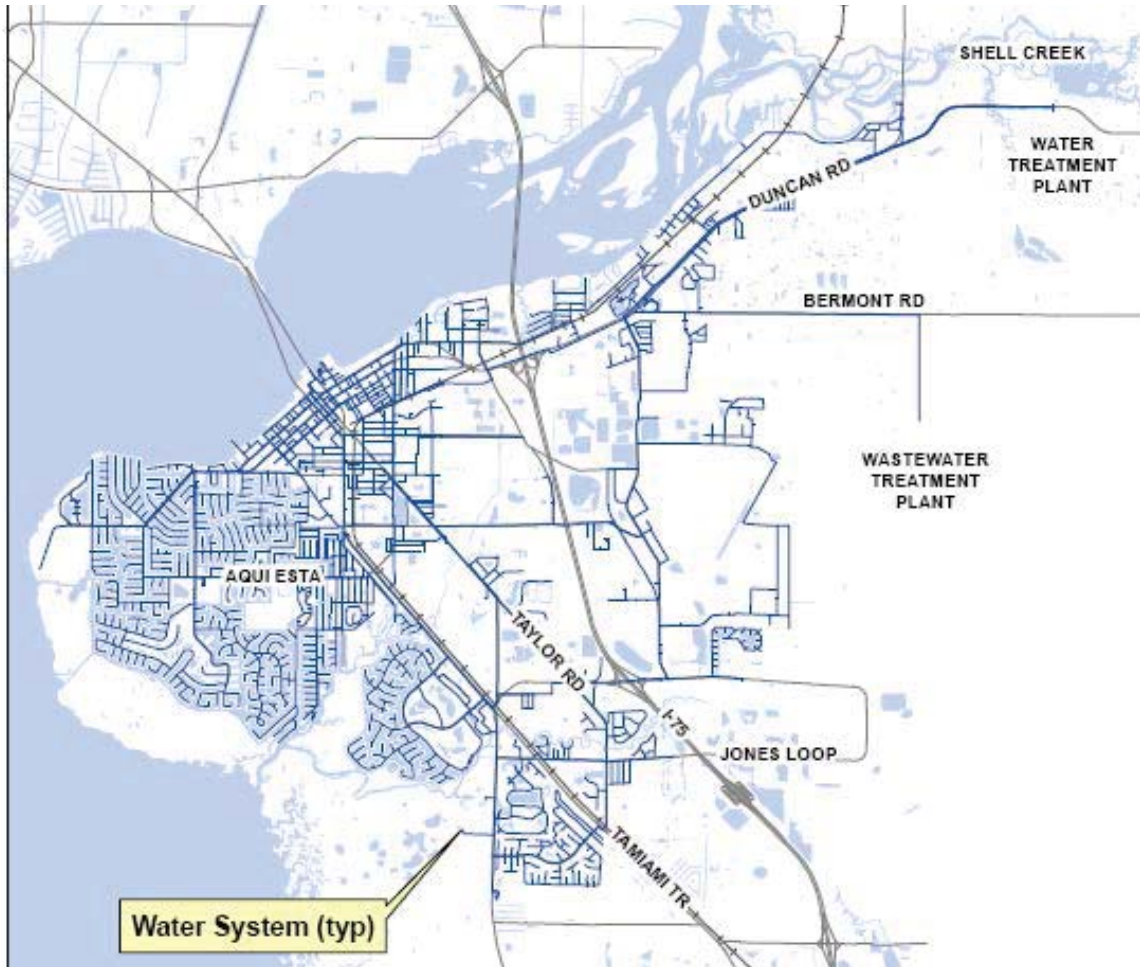 SHELL CREEK
WATER
TREATMENT
PLANT
DUNCAN RD
BERMONT RD
WASTEWATER
TREATMENT
PLANT
AQUI ESTA
TAYLOR RD
I-75
JONES LOOP
TAMIAMI TR
Water System (typ)